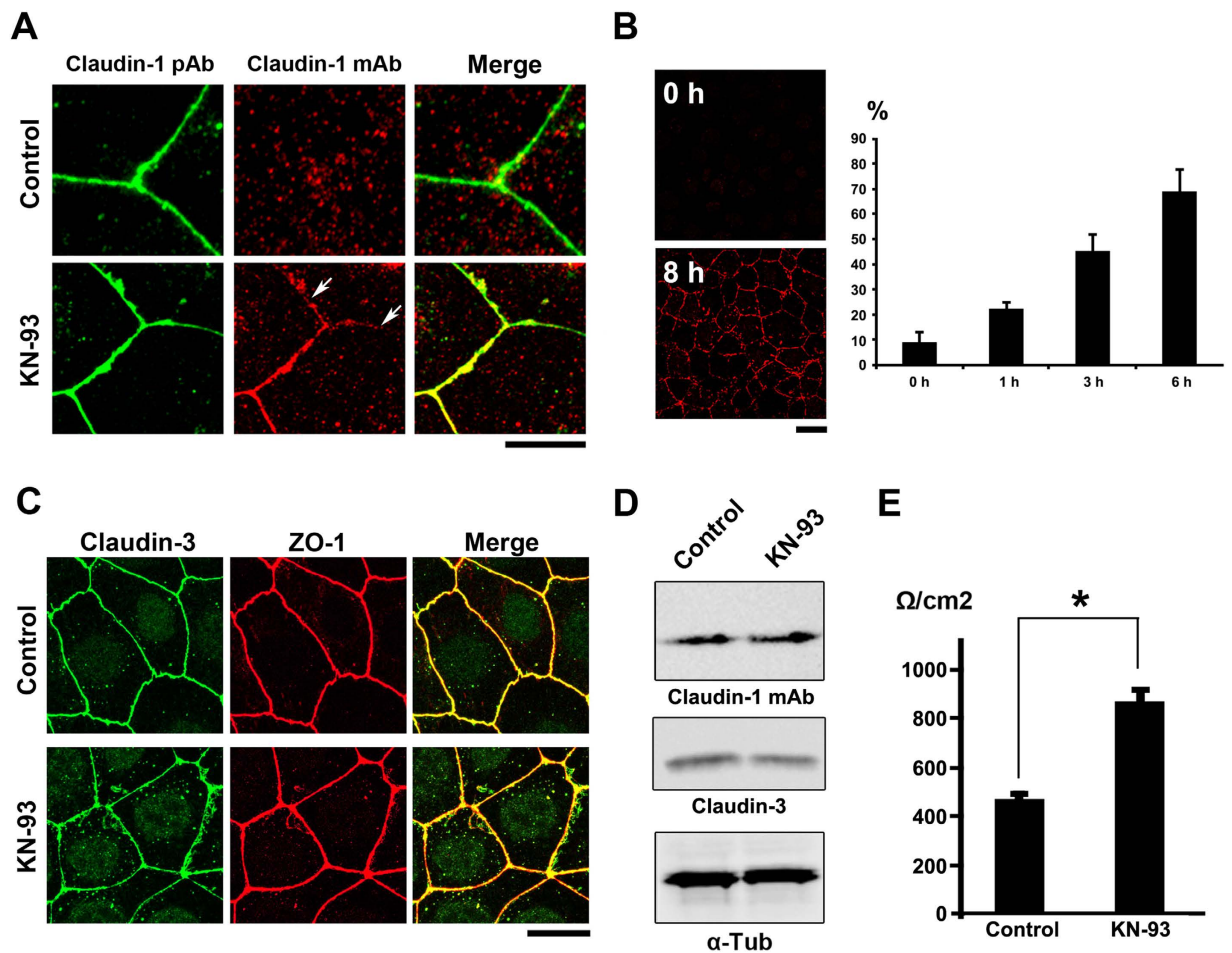 A
Claudin-1 pAb Claudin-1 mAb Merge
Control
KN-93
B
0 h
8 h
%
90
80
70
60
50
40
30
20
10
0
0 h 1 h 3 h 6 h
C
Claudin-3 ZO-1 Merge
Control
KN-93
D
Control KN-93
Claudin-1 mAb
Claudin-3
α-Tub
E
Ω/cm2
*
1000
800
600
400
200
0
Control KN-93